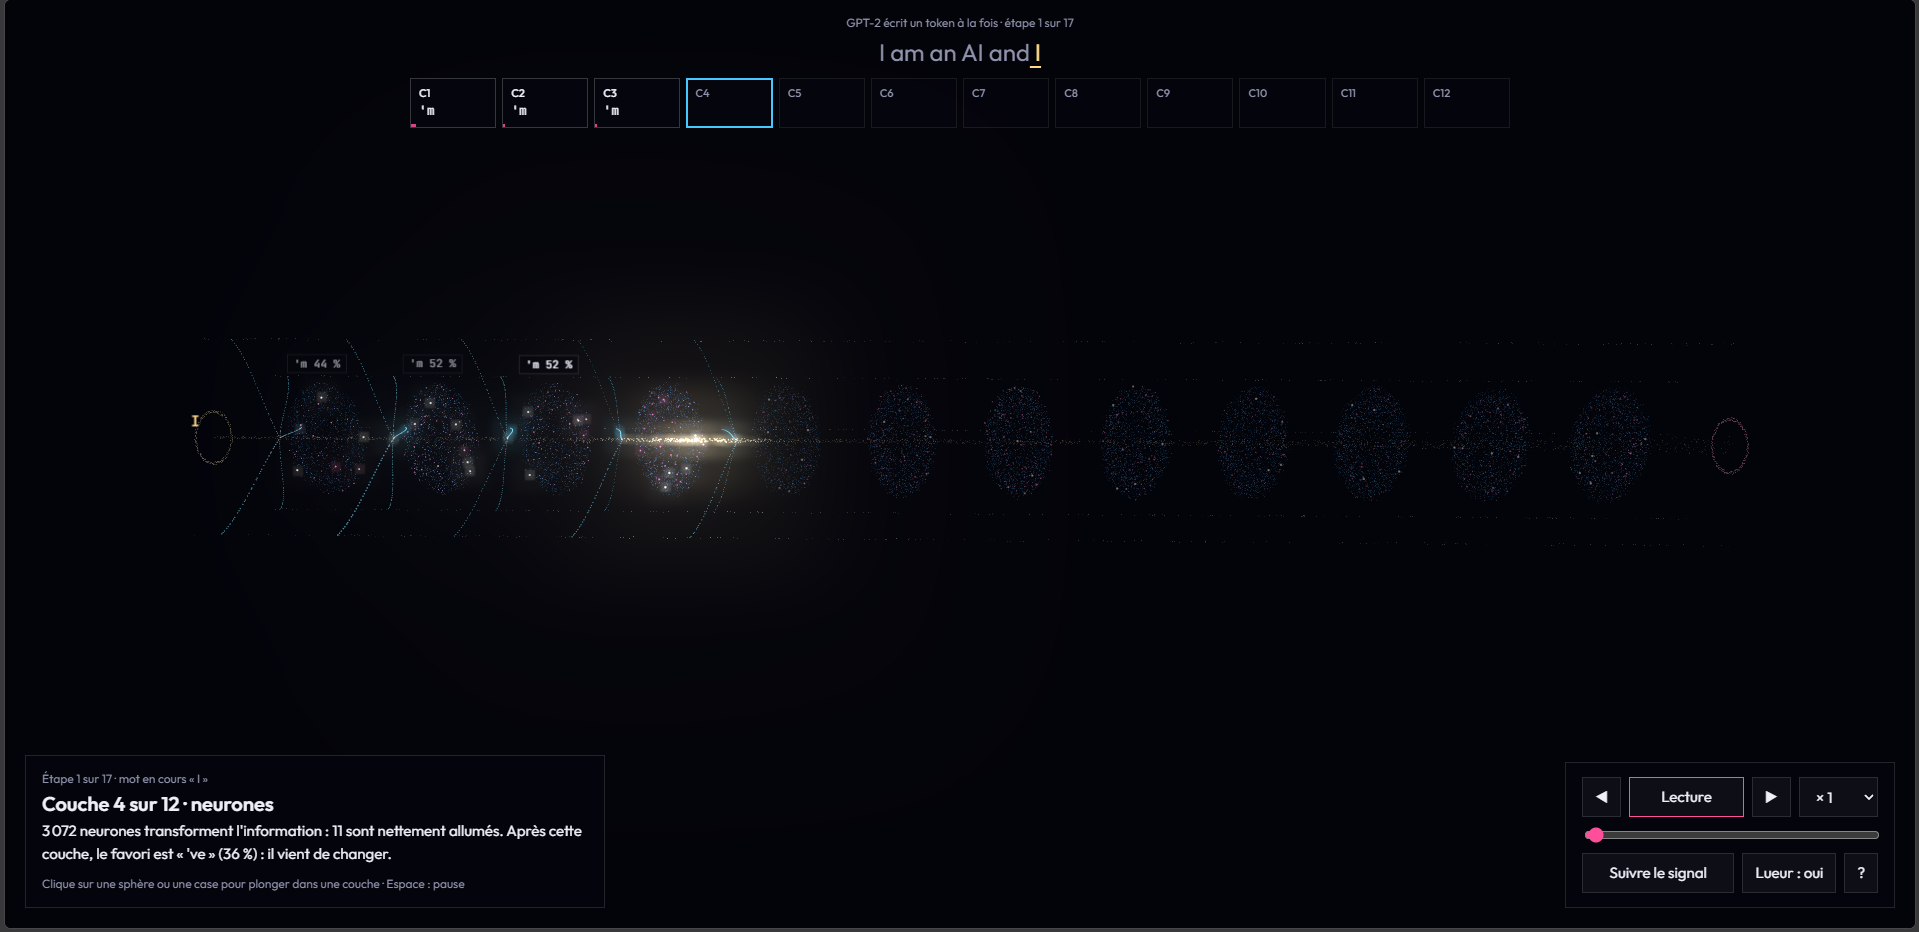 GPT-2 écrit un token à la fois · étape 1 sur 17
I am an AI and I
C1 C2 C3 C4 C5 C6 C7 C8 C9 C10 C11 C12
'm 'm 'm
'm 44 % 'm 52 % 'm 52 %
I
Étape 1 sur 17 · mot en cours « I »
Couche 4 sur 12 · neurones
3 072 neurones transforment l'information : 11 sont nettement allumés. Après cette
couche, le favori est « 've » (36 %) : il vient de changer.
Clique sur une sphère ou une case pour plonger dans une couche · Espace : pause
◀ Lecture ▶ × 1
Suivre le signal Lueur : oui ?